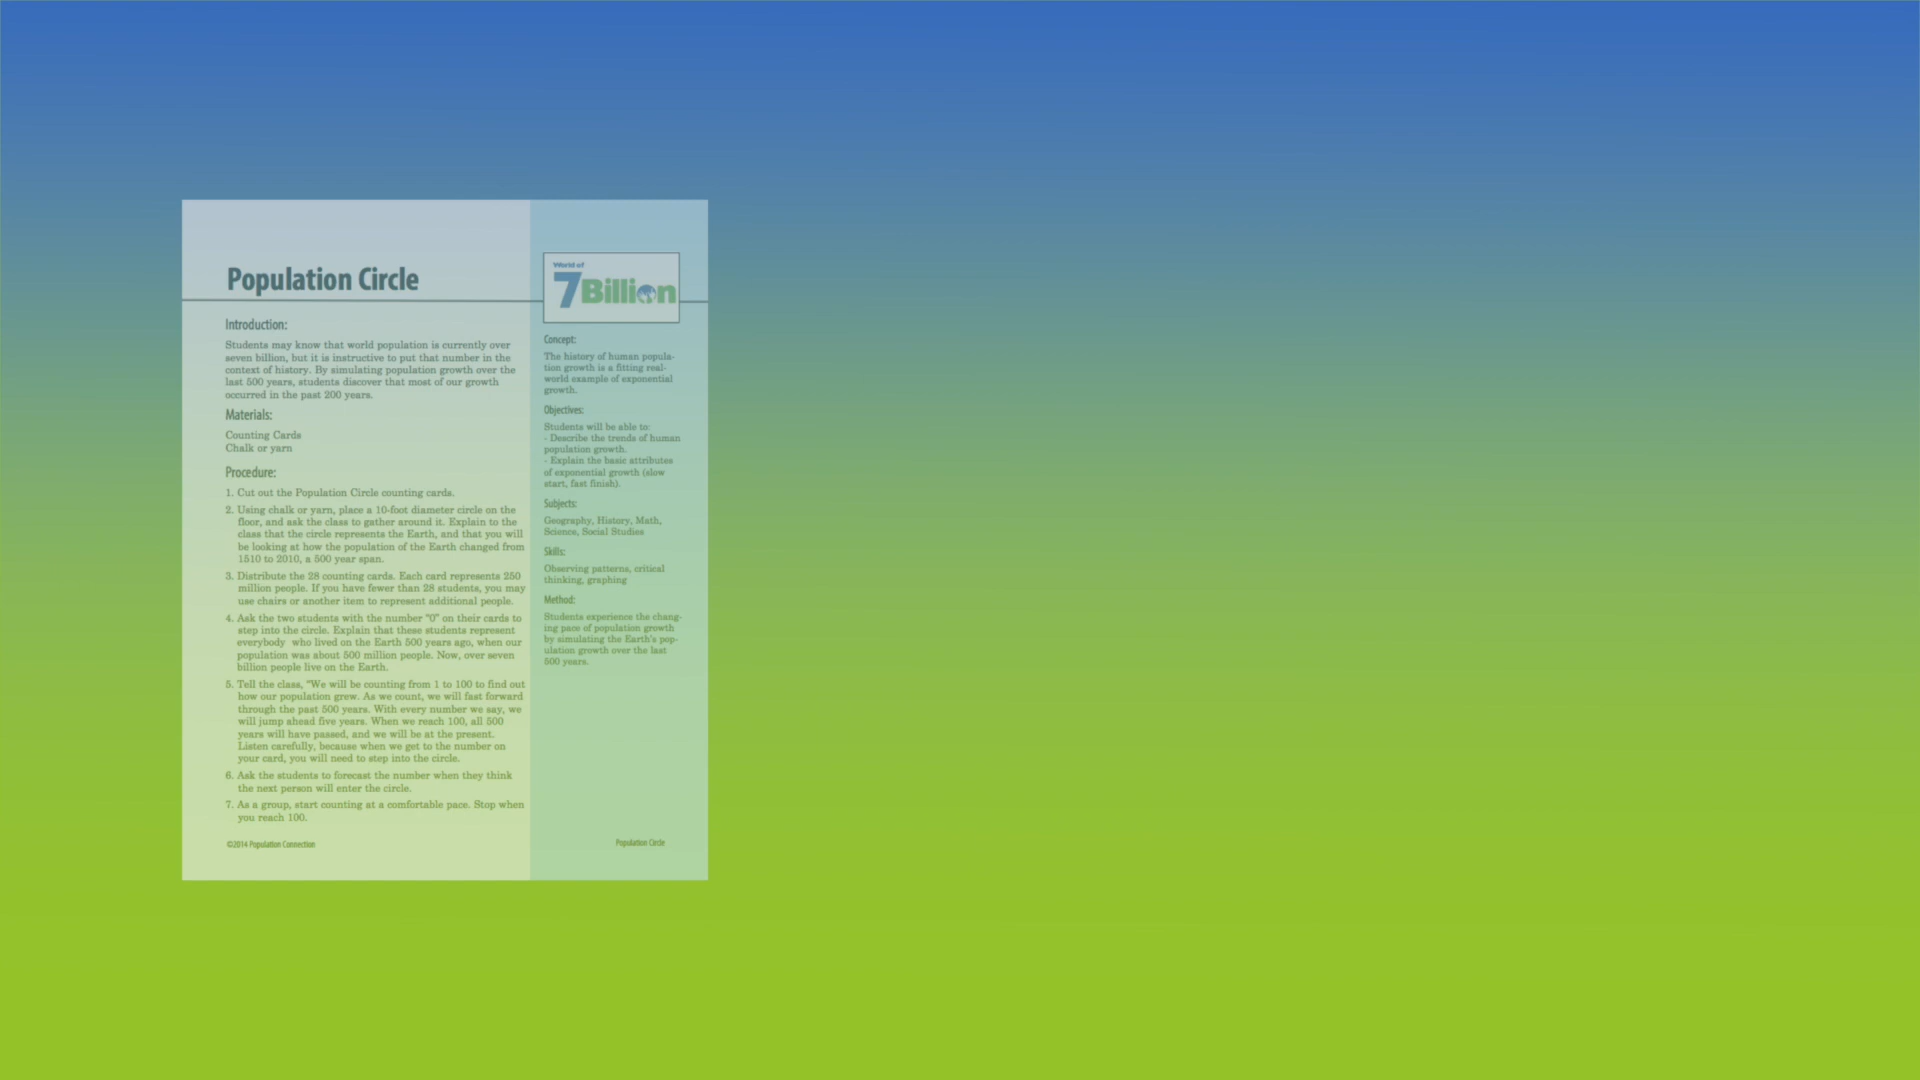 Population Circle
Introduction:
Students may know that world population is currently over
seven billion, but it is instructive to put that number in the
context of history. By simulating population growth over the
last 500 years, students discover that most of our growth
occurred in the past 200 years.
Materials:
Counting Cards
Chalk or yarn
Procedure:
1. Cut out the Population Circle counting cards.
2. Using chalk or yarn, place a 10-foot diameter circle on the
floor, and ask the class to gather around it. Explain to the
class that the circle represents the Earth, and that you will
be looking at how the population of the Earth changed from
1510 to 2010, a 500 year span.
3. Distribute the 28 counting cards. Each card represents 250
million people. If you have fewer than 28 students, you may
use chairs or another item to represent additional people.
4. Ask the two students with the number "0" on their cards to
step into the circle. Explain that these students represent
everybody who lived on the Earth 500 years ago, when our
population was about 500 million people. Now, over seven
billion people live on the Earth.
5. Tell the class, "We will be counting from 1 to 100 to find out
how our population grew. As we count, we will fast forward
through the past 500 years. With every number we say, we
will jump ahead five years. When we reach 100, all 500
years will have passed, and we will be at the present.
Listen carefully, because when we get to the number on
your card, you will need to step into the circle.
6. Ask the students to forecast the number when they think
the next person will enter the circle.
7. As a group, start counting at a comfortable pace. Stop when
you reach 100.
©2014 Population Connection
World of
7 Billion
Concept:
The history of human popula-
tion growth is a fitting real-
world example of exponential
growth.
Objectives:
Students will be able to:
- Describe the trends of human
population growth.
- Explain the basic attributes
of exponential growth (slow
start, fast finish).
Subjects:
Geography, History, Math,
Science, Social Studies
Skills:
Observing patterns, critical
thinking, graphing
Method:
Students experience the chang-
ing pace of population growth
by simulating the Earth's pop-
ulation growth over the last
500 years.
Population Circle